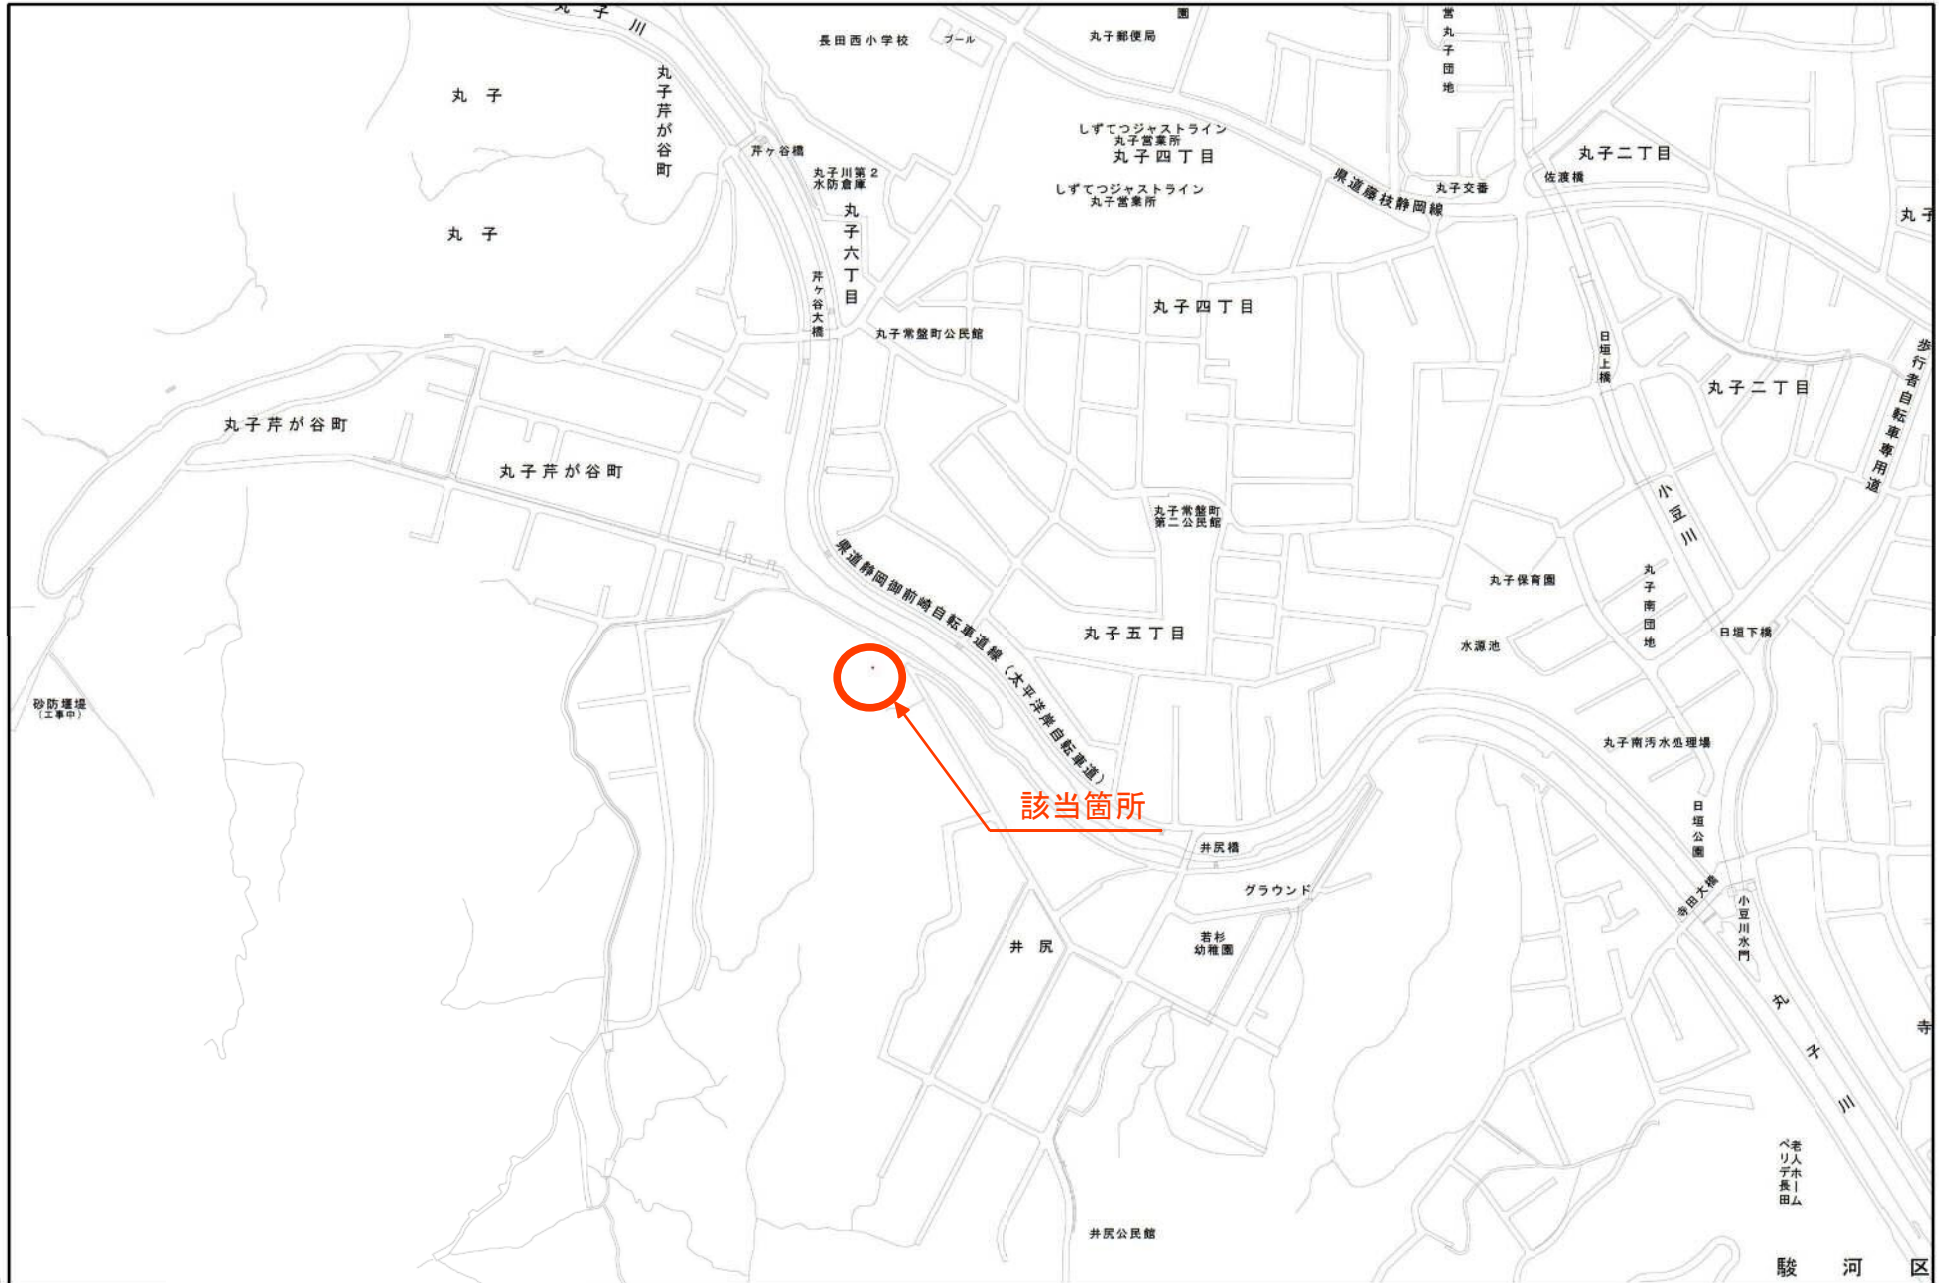 丸子川
長田西小学校
プール
丸子郵便局
園
営丸子団地
丸子
丸子芹が谷町
芹ヶ谷橋
丸子川第2
水防倉庫
しずてつジャストライン
丸子営業所
丸子四丁目
しずてつジャストライン
丸子営業所
県道藤枝静岡線
丸子交番
佐渡橋
丸子二丁目
丸子
丸子
丸子六丁目
芹ヶ谷大橋
丸子常盤町公民館
丸子四丁目
日垣上橋
丸子二丁目
歩行者自転車専用道
丸子芹が谷町
丸子芹が谷町
丸子常盤町
第二公民館
小豆川
県道静岡御前崎自転車道線(太平洋岸自転車道)
丸子保育園
丸子南団地
丸子五丁目
水源池
日垣下橋
砂防堰堤
(工事中)
丸子南汚水処理場
該当箇所
日垣公園
井尻橋
グラウンド
寺田大橋
小豆川水門
井尻
若杉
幼稚園
丸子川
寺
老人ホーム
ベリデ長田
井尻公民館
駿河区